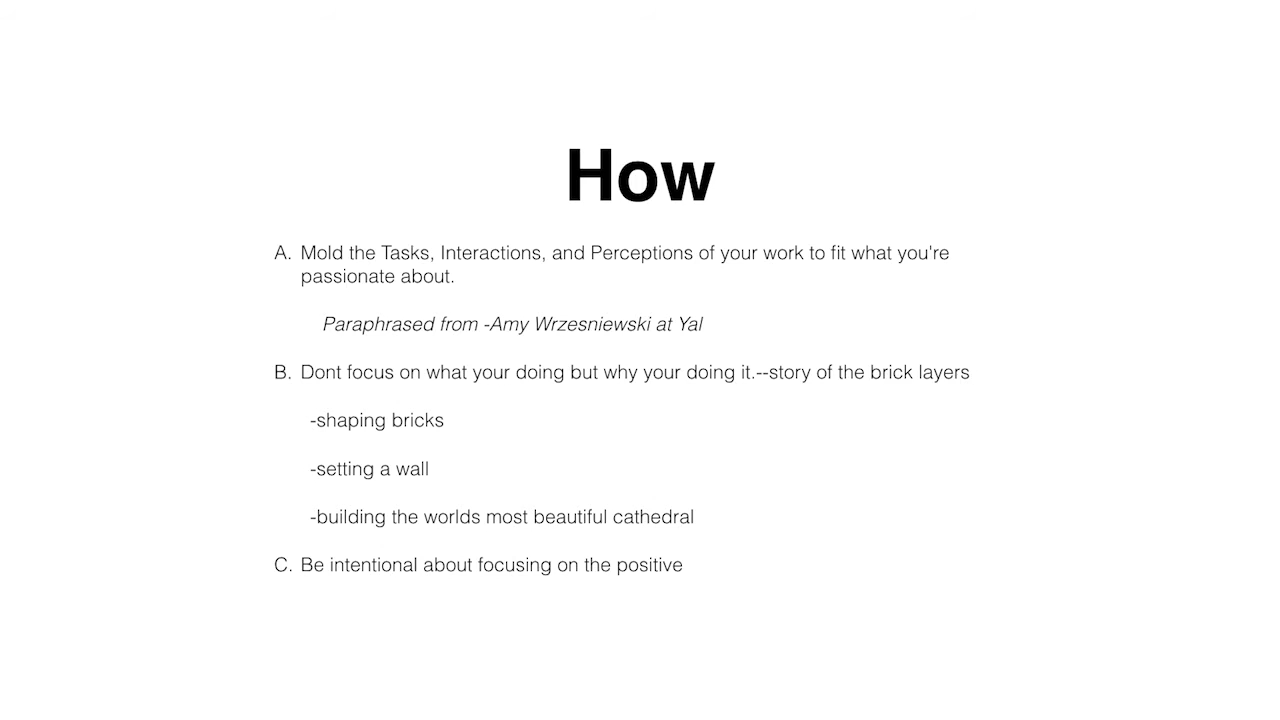 How
A. Mold the Tasks, Interactions, and Perceptions of your work to fit what you're
passionate about.
Paraphrased from -Amy Wrzesniewski at Yal
B. Dont focus on what your doing but why your doing it.--story of the brick layers
-shaping bricks
-setting a wall
-building the worlds most beautiful cathedral
C. Be intentional about focusing on the positive